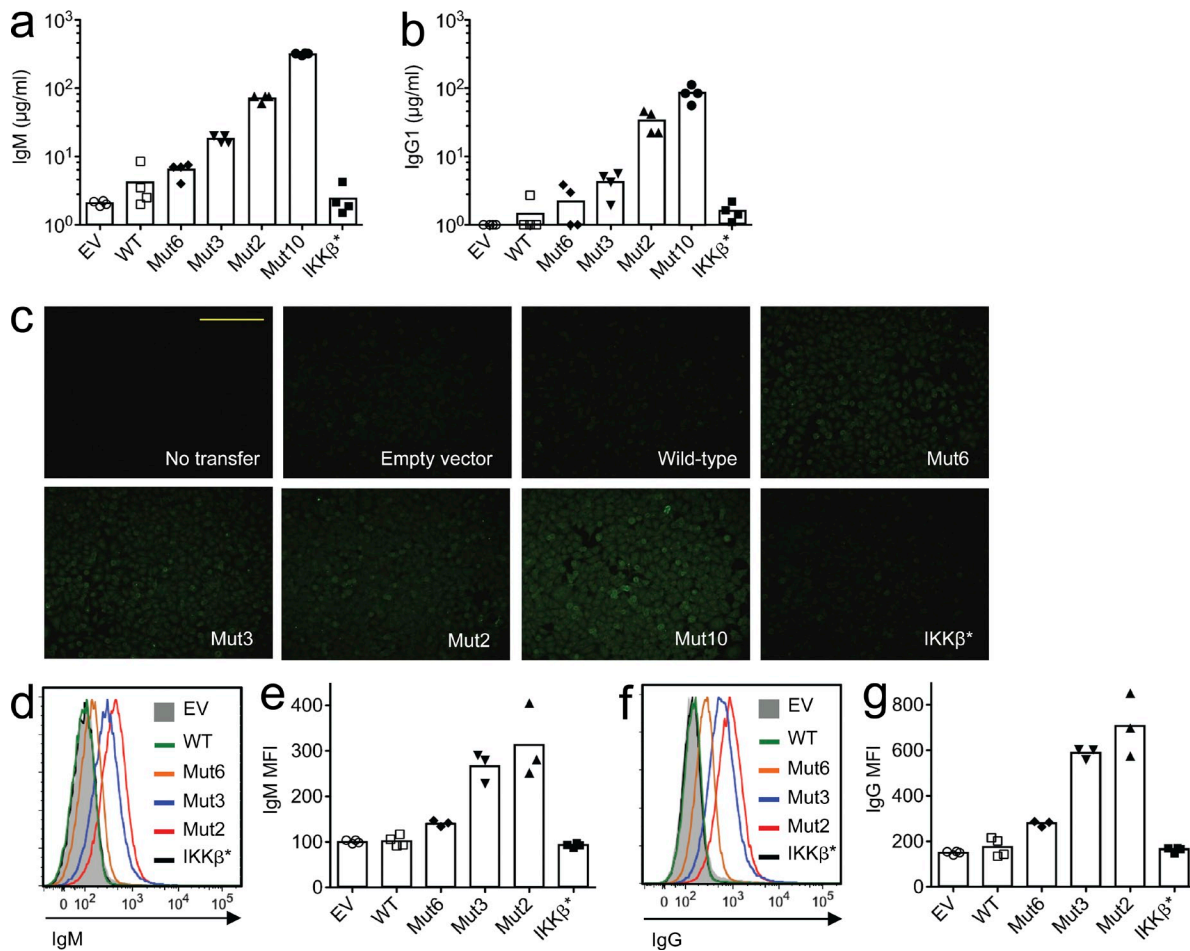 a
IgM (µg/ml)
10³
10²
10¹
10⁰
EV
WT
Mut6
Mut3
Mut2
Mut10
IKKβ*
b
IgG1 (µg/ml)
10³
10²
10¹
10⁰
EV
WT
Mut6
Mut3
Mut2
Mut10
IKKβ*
c
No transfer
Empty vector
Wild-type
Mut6
Mut3
Mut2
Mut10
IKKβ*
d
EV
WT
Mut6
Mut3
Mut2
IKKβ*
0 10² 10³ 10⁴ 10⁵
IgM
e
IgM MFI
400
300
200
100
0
EV
WT
Mut6
Mut3
Mut2
IKKβ*
f
EV
WT
Mut6
Mut3
Mut2
IKKβ*
0 10² 10³ 10⁴ 10⁵
IgG
g
IgG MFI
800
600
400
200
0
EV
WT
Mut6
Mut3
Mut2
IKKβ*